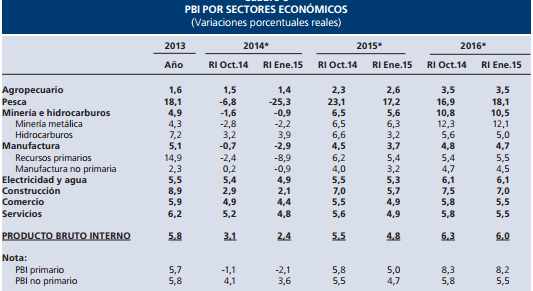 PBI POR SECTORES ECONÓMICOS
(Variaciones porcentuales reales)
2013 2014* 2015* 2016*
Año RI Oct.14 RI Ene.15 RI Oct.14 RI Ene.15 RI Oct.14 RI Ene.15
Agropecuario 1,6 1,5 1,4 2,3 2,6 3,5 3,5
Pesca 18,1 -6,8 -25,3 23,1 17,2 16,9 18,1
Minería e hidrocarburos 4,9 -1,6 -0,9 6,5 5,6 10,8 10,5
Minería metálica 4,3 -2,8 -2,2 6,5 6,3 12,3 12,1
Hidrocarburos 7,2 3,2 3,9 6,6 3,2 5,6 5,0
Manufactura 5,1 -0,7 -2,9 4,5 3,7 4,8 4,7
Recursos primarios 14,9 -2,4 -8,9 6,2 5,4 5,4 5,5
Manufactura no primaria 2,3 0,2 -0,9 4,0 3,2 4,7 4,5
Electricidad y agua 5,5 5,4 4,9 5,5 5,3 6,1 6,1
Construcción 8,9 2,9 2,1 7,0 5,7 7,5 7,0
Comercio 5,9 4,9 4,4 5,5 4,9 5,8 5,5
Servicios 6,2 5,2 4,8 5,6 4,9 5,8 5,5
PRODUCTO BRUTO INTERNO 5,8 3,1 2,4 5,5 4,8 6,3 6,0
Nota:
PBI primario 5,7 -1,1 -2,1 5,8 5,0 8,3 8,2
PBI no primario 5,8 4,1 3,6 5,5 4,7 5,8 5,5